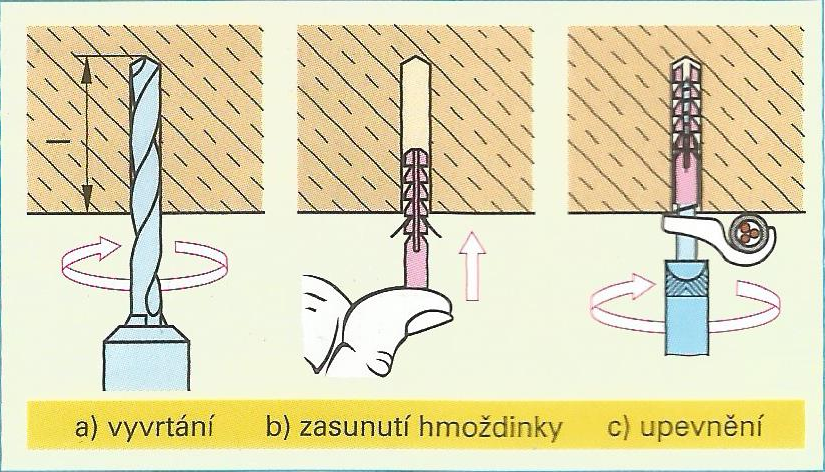 l
a) vyvrtání b) zasunutí hmoždinky c) upevnění